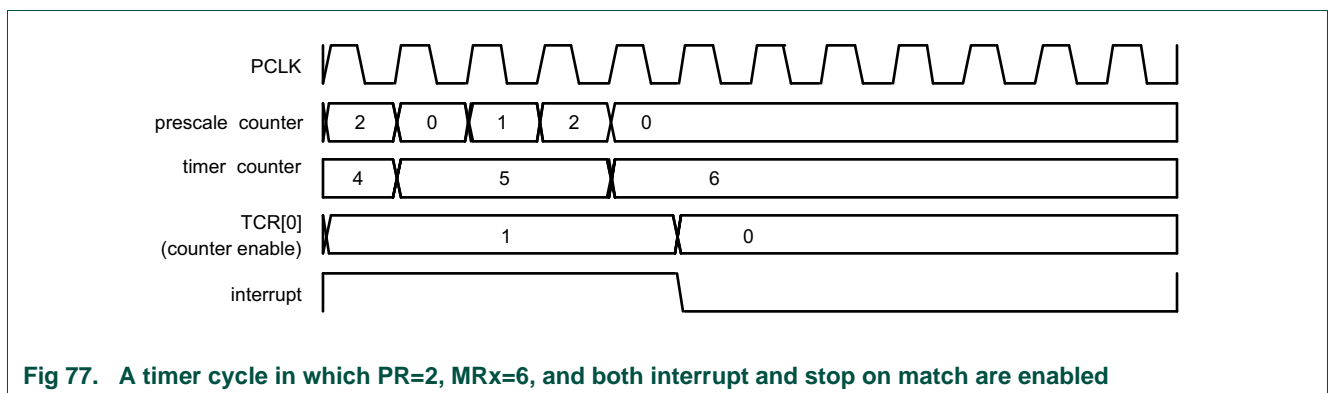 PCLK
prescale counter 2 0 1 2 0
timer counter 4 5 6
TCR[0]
(counter enable) 1 0
interrupt
Fig 77. A timer cycle in which PR=2, MRx=6, and both interrupt and stop on match are enabled